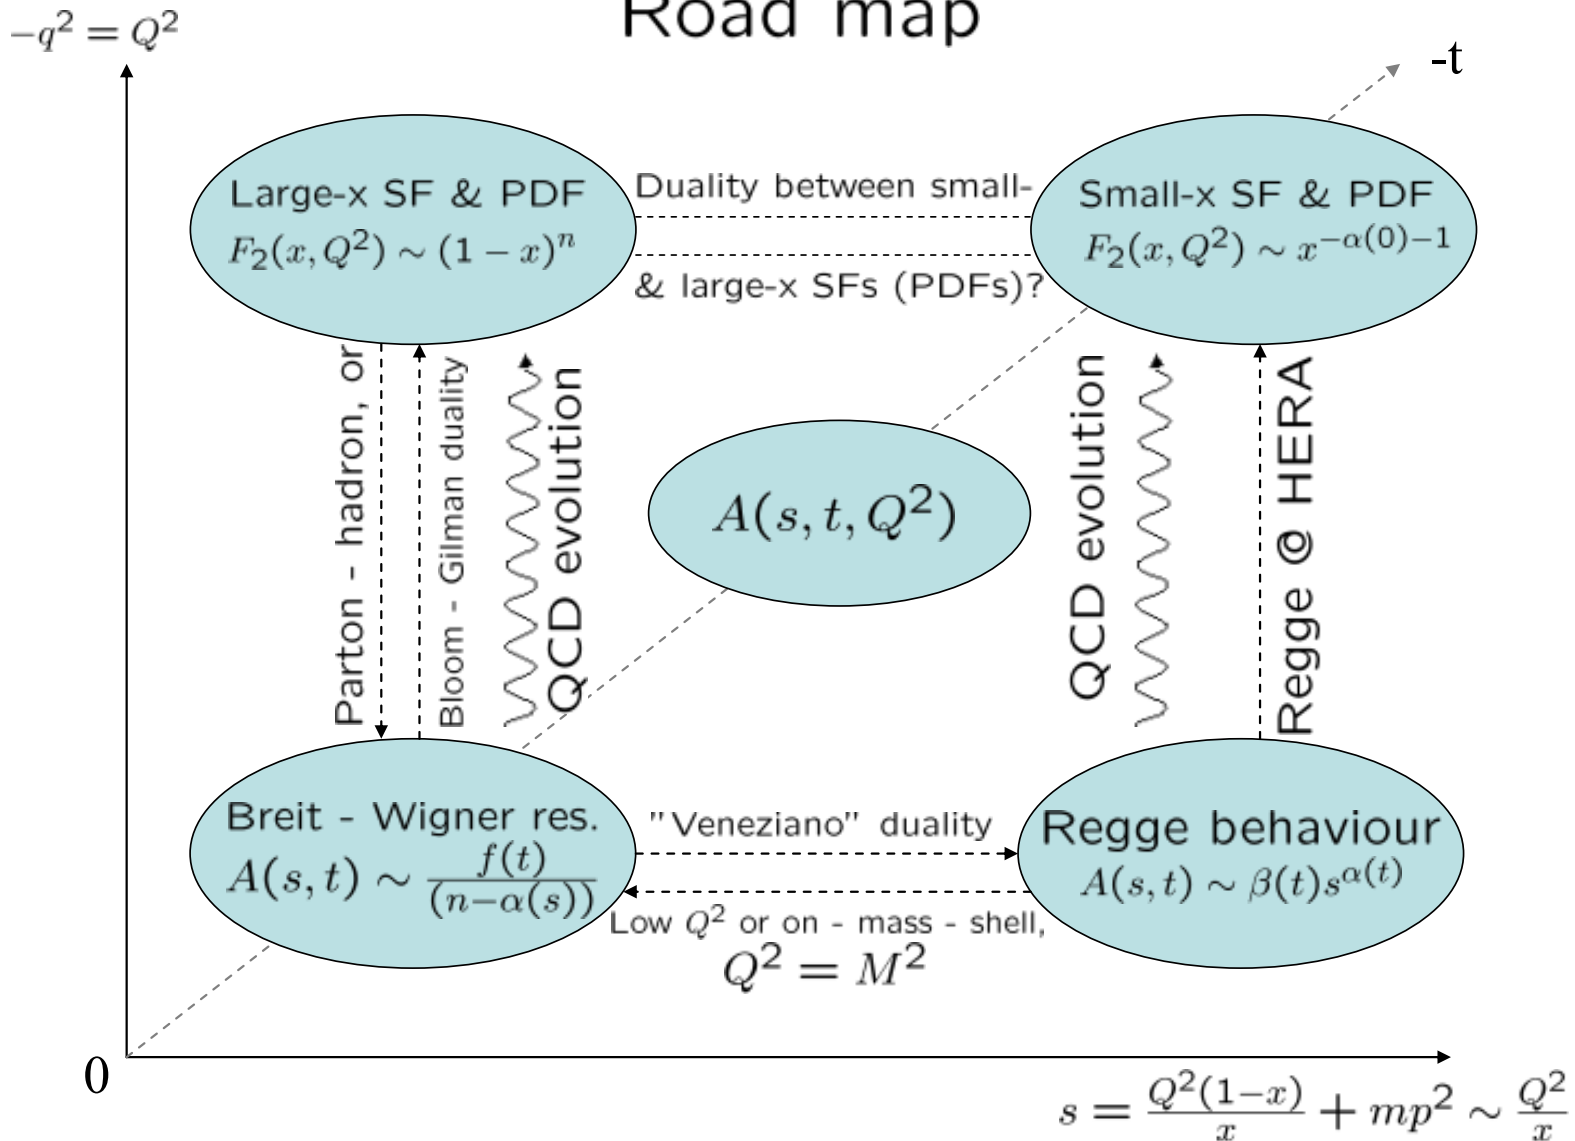 Road map
−q² = Q²
-t
Large-x SF & PDF
F₂(x, Q²) ∼ (1 − x)ⁿ
Duality between small-
& large-x SFs (PDFs)?
Small-x SF & PDF
F₂(x, Q²) ∼ x^{−α(0)−1}
Parton - hadron, or
Bloom - Gilman duality
QCD evolution
A(s, t, Q²)
QCD evolution
Regge @ HERA
Breit - Wigner res.
A(s, t) ∼ f(t)/(n−α(s))
"Veneziano" duality
Low Q² or on - mass - shell,
Q² = M²
Regge behaviour
A(s, t) ∼ β(t)s^{α(t)}
0
s = Q²(1−x)/x + mp² ∼ Q²/x